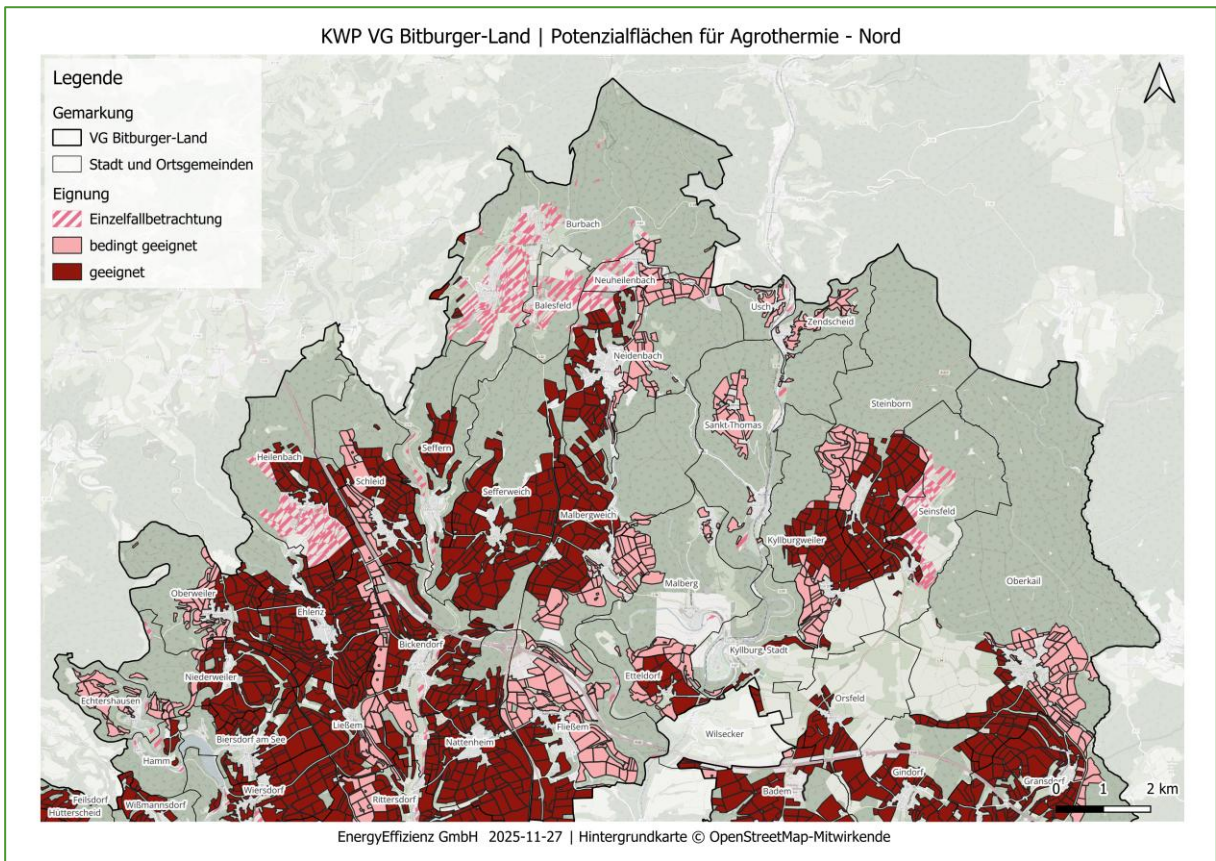 KWP VG Bitburger-Land | Potenzialflächen für Agrothermie - Nord
Legende
Gemarkung
VG Bitburger-Land
Stadt und Ortsgemeinden
Eignung
Einzelfallbetrachtung
bedingt geeignet
geeignet
Burbach
Neuheilenbach
Balesfeld
Usch
Zendscheid
Neidenbach
Steinborn
Sankt Thomas
Seffern
Heilenbach
Schleid
Sefferweich
Malbergweich
Seinsfeld
Kyllburgweiler
Oberkail
Malberg
Oberweiler
Ehlenz
Bickendorf
Kyllburg, Stadt
Etteldorf
Niederweiler
Echtershausen
Orsfeld
Ließem
Fließem
Wilsecker
Biersdorf am See
Nattenheim
Hamm
Gindorf
Gransdorf
Badem
Wiersdorf
Feilsdorf
Hütterscheid
Wißmannsdorf
Rittersdorf
0 1 2 km
EnergyEffizienz GmbH 2025-11-27 | Hintergrundkarte © OpenStreetMap-Mitwirkende